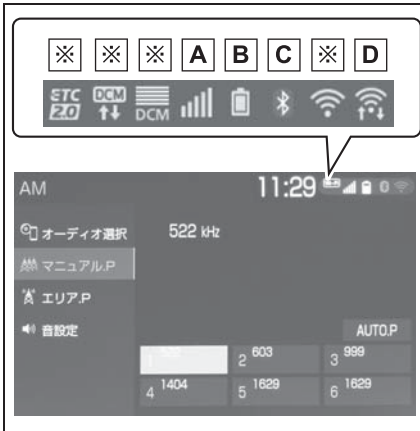 ※ ※ ※ A B C ※ D
ETC 2.0 DCM DCM
AM 11:29
オーディオ選択 522 kHz
マニュアル.P
エリア.P
音設定 AUTO.P
1 2 603 3 999
4 1404 5 1629 6 1629